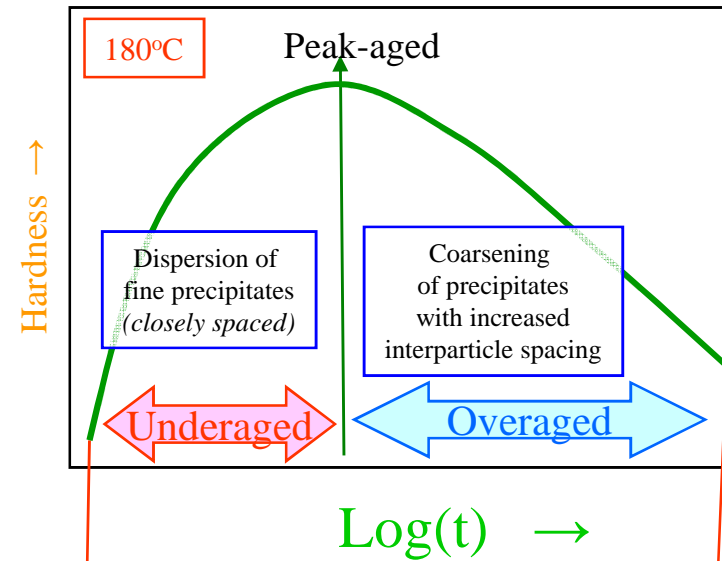 180°C
Peak-aged
Hardness →
Dispersion of
fine precipitates
(closely spaced)
Coarsening
of precipitates
with increased
interparticle spacing
Underaged
Overaged
Log(t) →